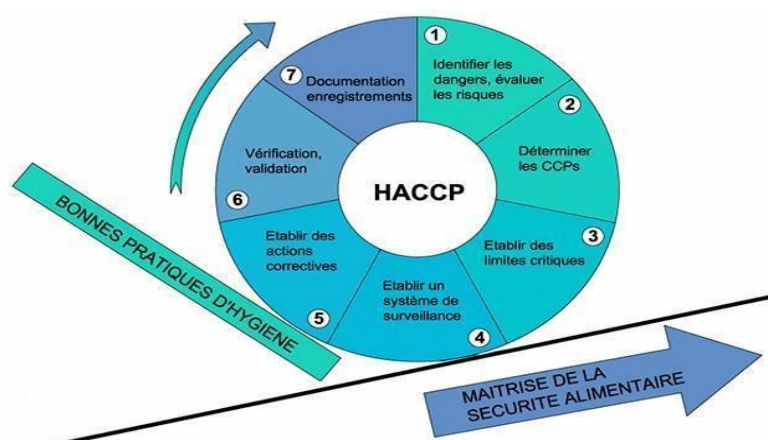 1
Identifier les
dangers, évaluer
les risques
2
Déterminer
les CCPs
3
Etablir des
limites critiques
4
Etablir un
système de
surveillance
5
Etablir des
actions
correctives
6
Vérification,
validation
7
Documentation
enregistrements
HACCP
BONNES PRATIQUES D'HYGIENE
MAITRISE DE LA
SECURITE ALIMENTAIRE